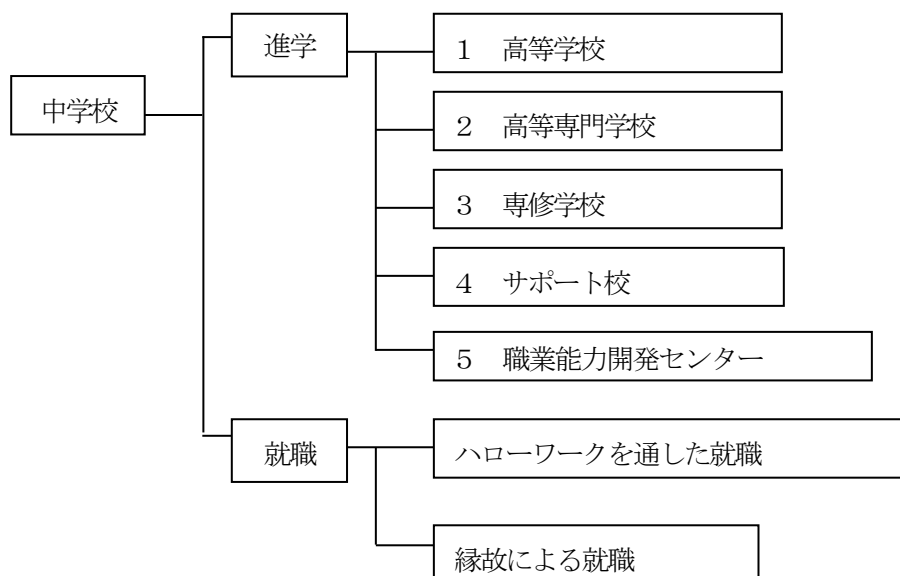 中学校
進学
１　高等学校
２　高等専門学校
３　専修学校
４　サポート校
５　職業能力開発センター
就職
ハローワークを通した就職
縁故による就職